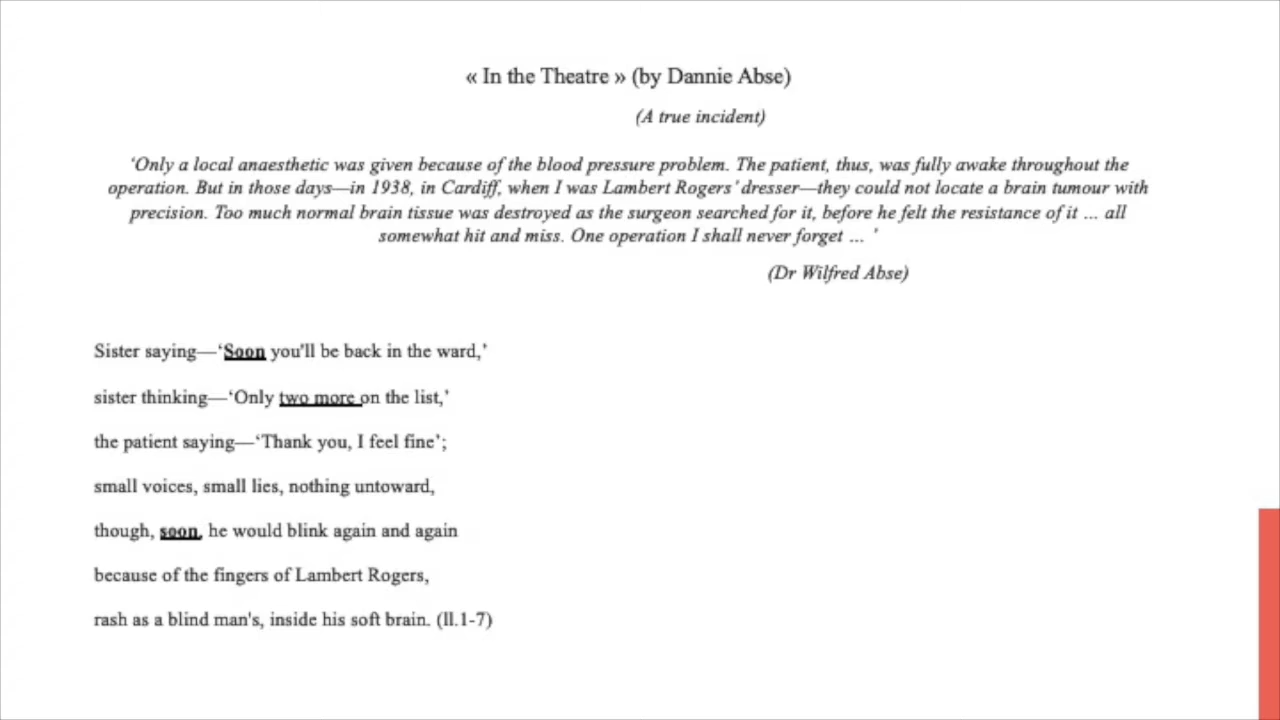 « In the Theatre » (by Dannie Abse)
(A true incident)
‘Only a local anaesthetic was given because of the blood pressure problem. The patient, thus, was fully awake throughout the
operation. But in those days—in 1938, in Cardiff, when I was Lambert Rogers’ dresser—they could not locate a brain tumour with
precision. Too much normal brain tissue was destroyed as the surgeon searched for it, before he felt the resistance of it ... all
somewhat hit and miss. One operation I shall never forget ... ’
(Dr Wilfred Abse)
Sister saying—‘Soon you'll be back in the ward,’
sister thinking—‘Only two more on the list,’
the patient saying—‘Thank you, I feel fine’;
small voices, small lies, nothing untoward,
though, soon, he would blink again and again
because of the fingers of Lambert Rogers,
rash as a blind man's, inside his soft brain. (ll.1-7)